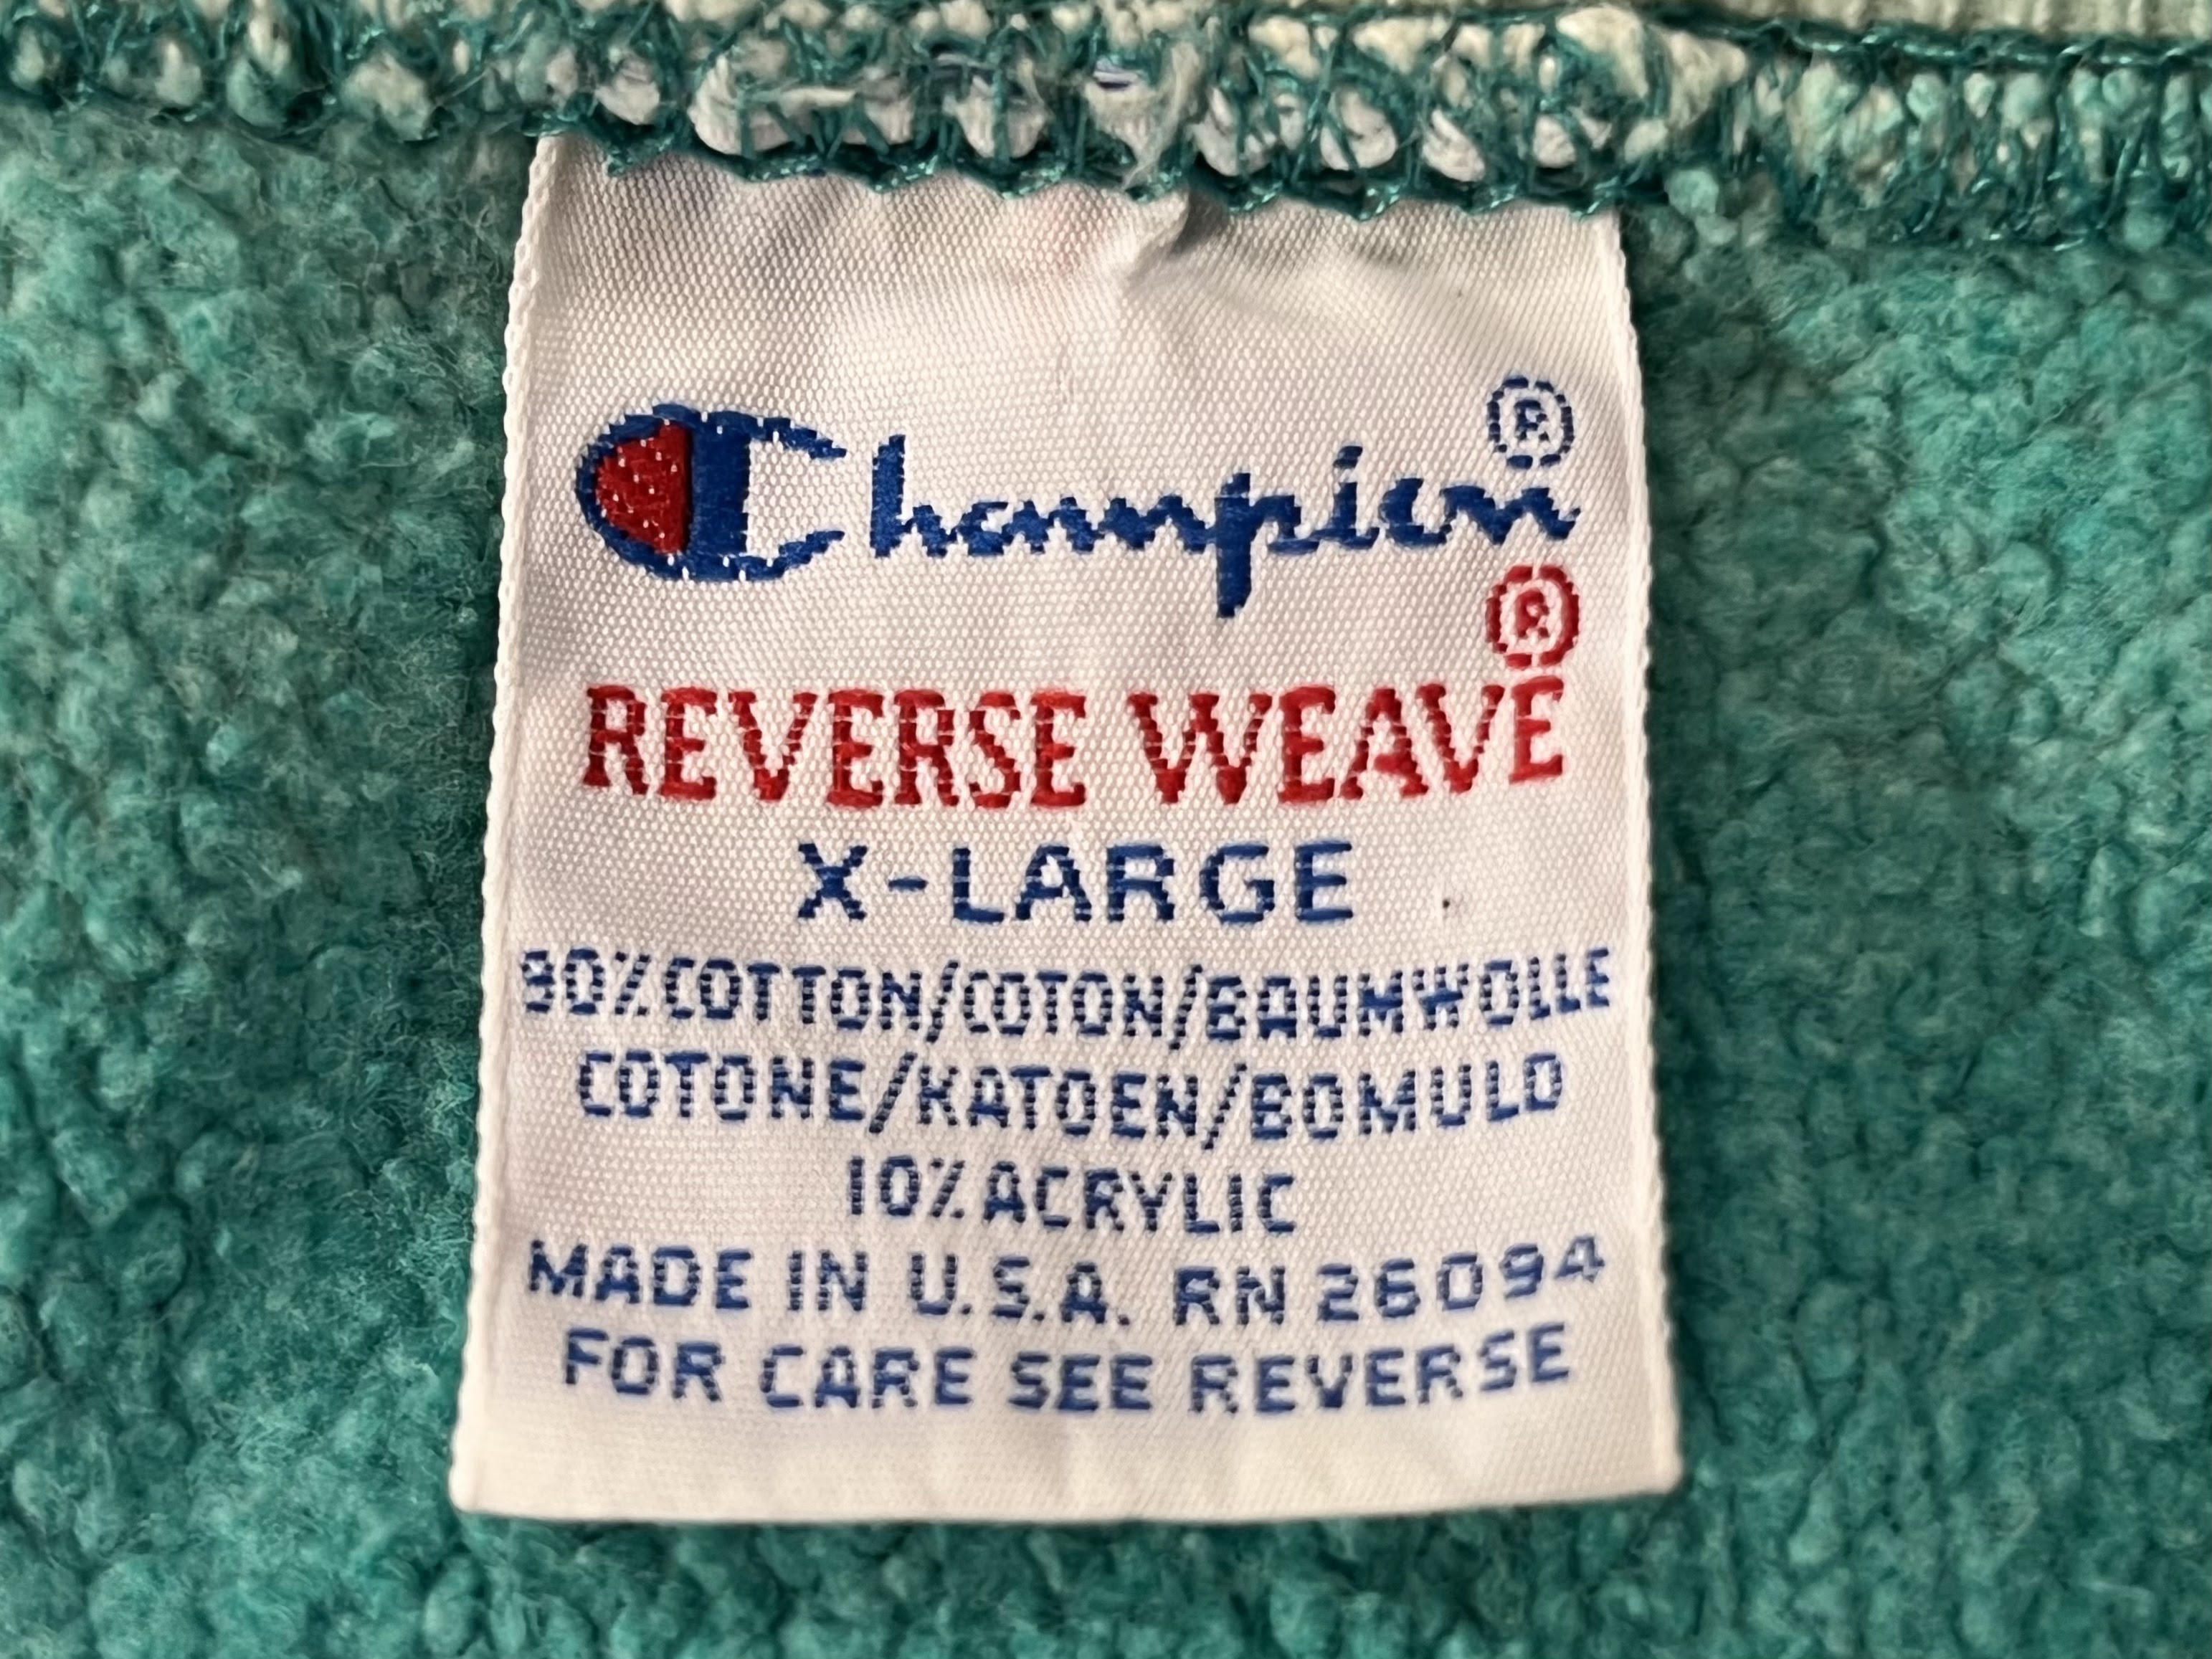 Champion®
REVERSE WEAVE®
X-LARGE
90% COTTON/COTON/BAUMWOLLE
COTONE/KATOEN/BOMULD
10% ACRYLIC
MADE IN U.S.A. RN 26094
FOR CARE SEE REVERSE